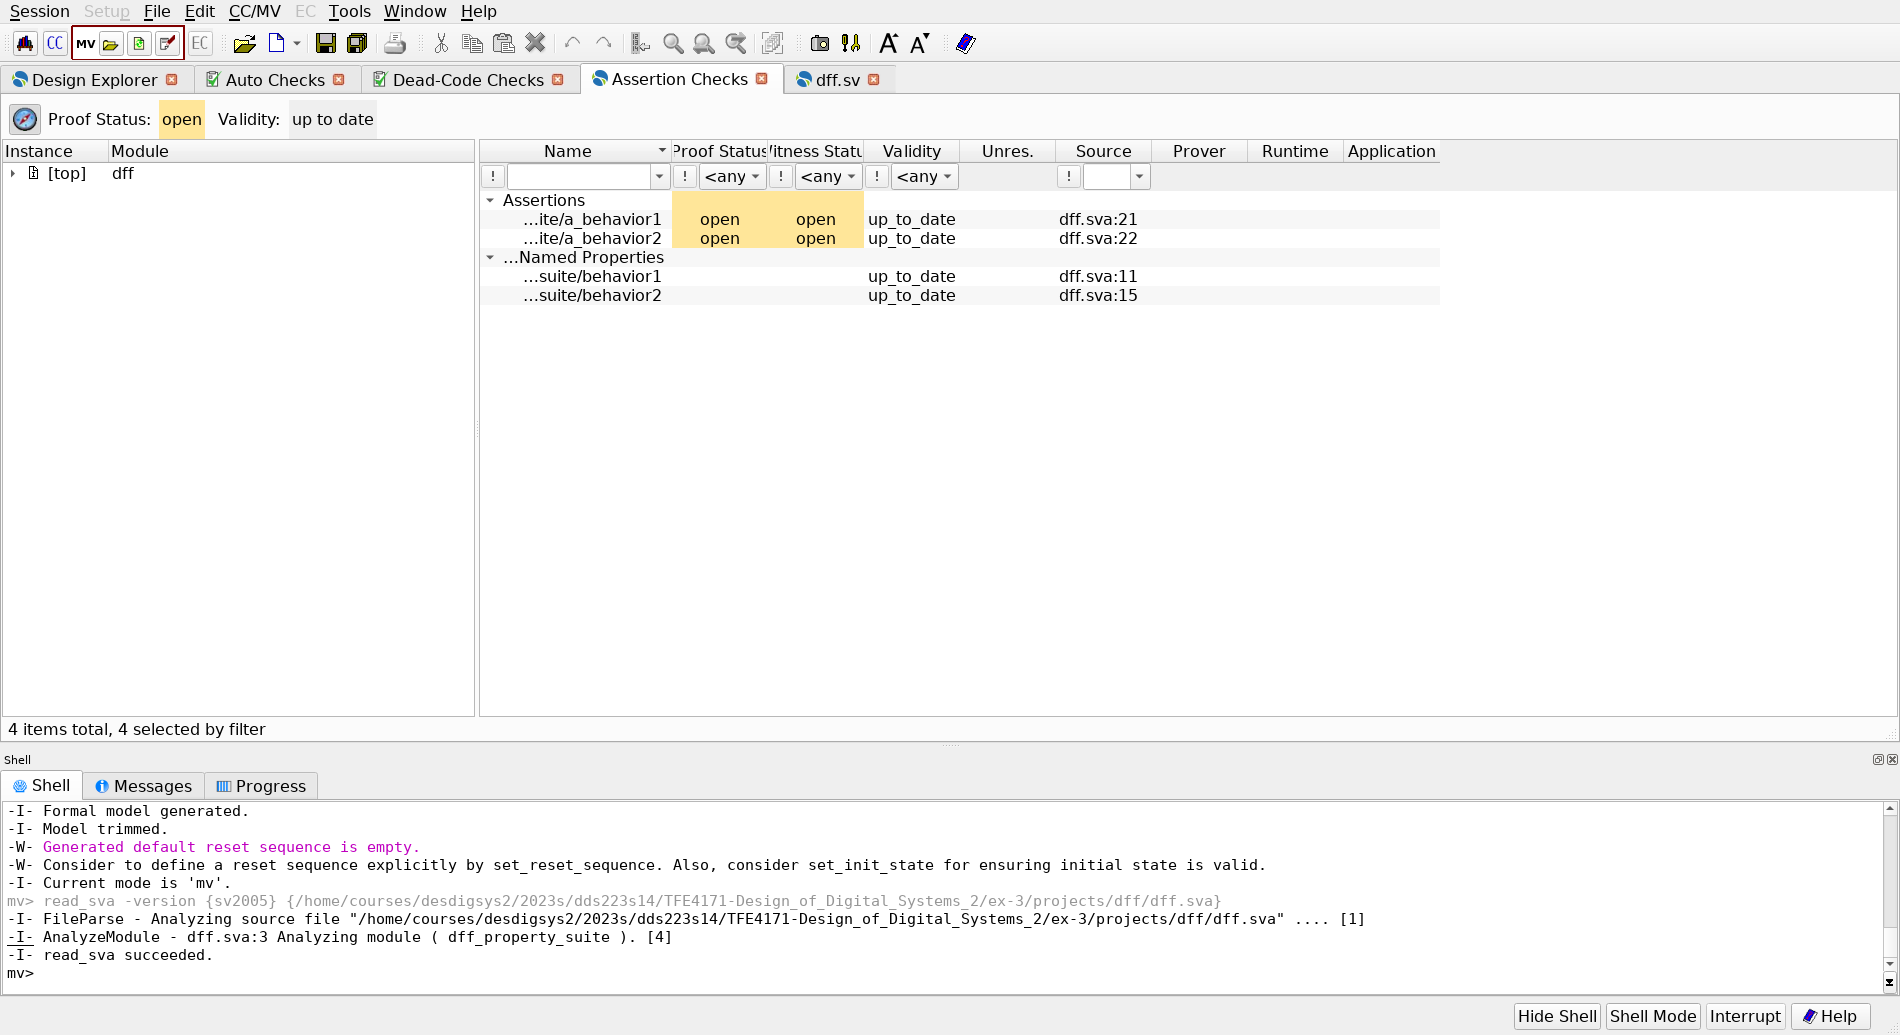 Session Setup File Edit CC/MV EC Tools Window Help
CC MV EC A A
Design Explorer Auto Checks Dead-Code Checks Assertion Checks dff.sv
Proof Status: open Validity: up to date
Instance Module
[top] dff
Name Proof Status Witness Statu Validity Unres. Source Prover Runtime Application
! ! <any ! <any ! <any !
Assertions
...ite/a_behavior1 open open up_to_date dff.sva:21
...ite/a_behavior2 open open up_to_date dff.sva:22
...Named Properties
...suite/behavior1 up_to_date dff.sva:11
...suite/behavior2 up_to_date dff.sva:15
4 items total, 4 selected by filter
Shell
Shell Messages Progress
-I- Formal model generated.
-I- Model trimmed.
-W- Generated default reset sequence is empty.
-W- Consider to define a reset sequence explicitly by set_reset_sequence. Also, consider set_init_state for ensuring initial state is valid.
-I- Current mode is 'mv'.
mv> read_sva -version {sv2005} {/home/courses/desdigsys2/2023s/dds223s14/TFE4171-Design_of_Digital_Systems_2/ex-3/projects/dff/dff.sva}
-I- FileParse - Analyzing source file "/home/courses/desdigsys2/2023s/dds223s14/TFE4171-Design_of_Digital_Systems_2/ex-3/projects/dff/dff.sva" .... [1]
-I- AnalyzeModule - dff.sva:3 Analyzing module ( dff_property_suite ). [4]
-I- read_sva succeeded.
mv>
Hide Shell Shell Mode Interrupt Help